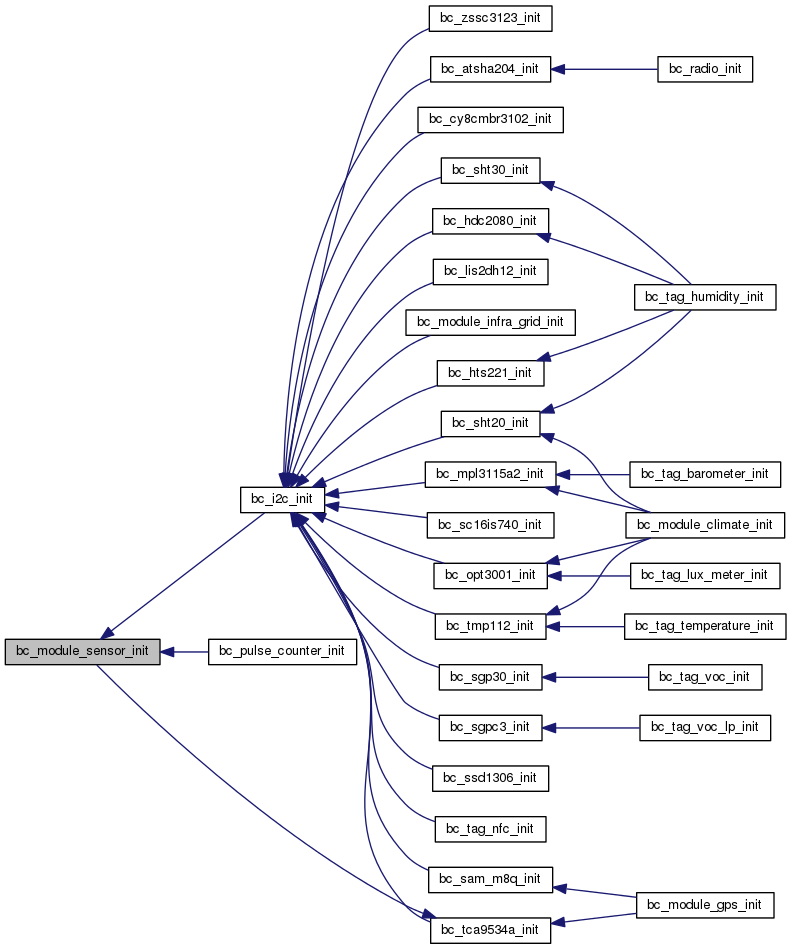 bc_zssc3123_init
bc_atsha204_init
bc_radio_init
bc_cy8cmbr3102_init
bc_sht30_init
bc_hdc2080_init
bc_lis2dh12_init
bc_tag_humidity_init
bc_module_infra_grid_init
bc_hts221_init
bc_sht20_init
bc_mpl3115a2_init
bc_tag_barometer_init
bc_i2c_init
bc_sc16is740_init
bc_module_climate_init
bc_opt3001_init
bc_tag_lux_meter_init
bc_tmp112_init
bc_tag_temperature_init
bc_module_sensor_init
bc_pulse_counter_init
bc_sgp30_init
bc_tag_voc_init
bc_sgpc3_init
bc_tag_voc_lp_init
bc_ssd1306_init
bc_tag_nfc_init
bc_sam_m8q_init
bc_module_gps_init
bc_tca9534a_init